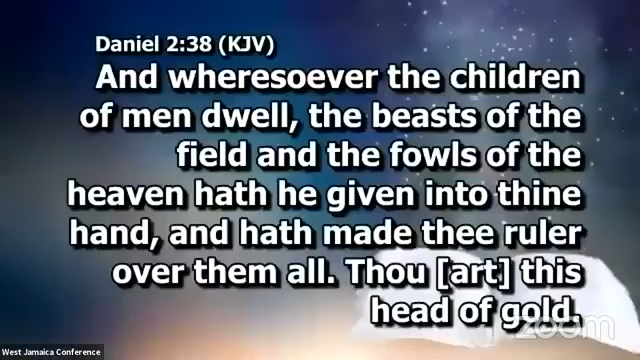 Daniel 2:38 (KJV)
And wheresoever the children
of men dwell, the beasts of the
field and the fowls of the
heaven hath he given into thine
hand, and hath made thee ruler
over them all. Thou [art] this
head of gold.
zoom
West Jamaica Conference